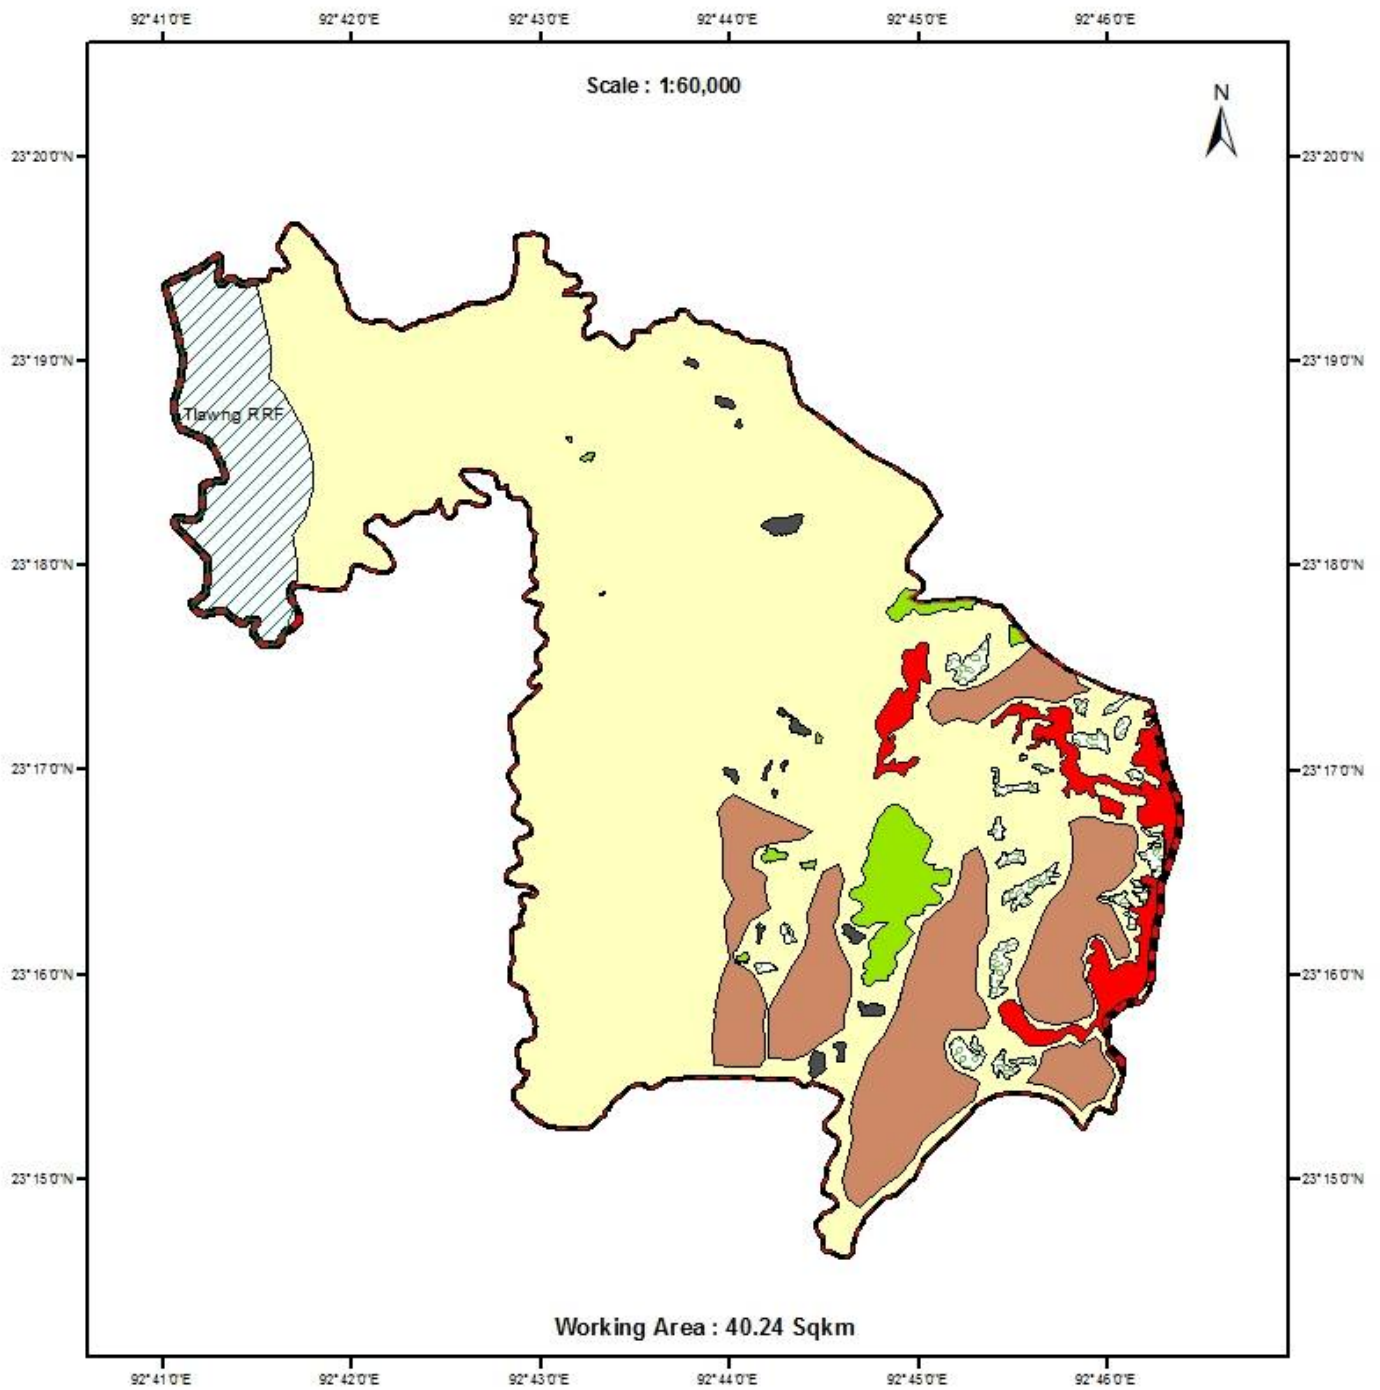 92°41'0"E 92°42'0"E 92°43'0"E 92°44'0"E 92°45'0"E 92°46'0"E
Scale : 1:60,000
N
23°20'0"N 23°20'0"N
23°19'0"N 23°19'0"N
Tlawng RRF
23°18'0"N 23°18'0"N
23°17'0"N 23°17'0"N
23°16'0"N 23°16'0"N
23°15'0"N 23°15'0"N
Working Area : 40.24 Sqkm
92°41'0"E 92°42'0"E 92°43'0"E 92°44'0"E 92°45'0"E 92°46'0"E